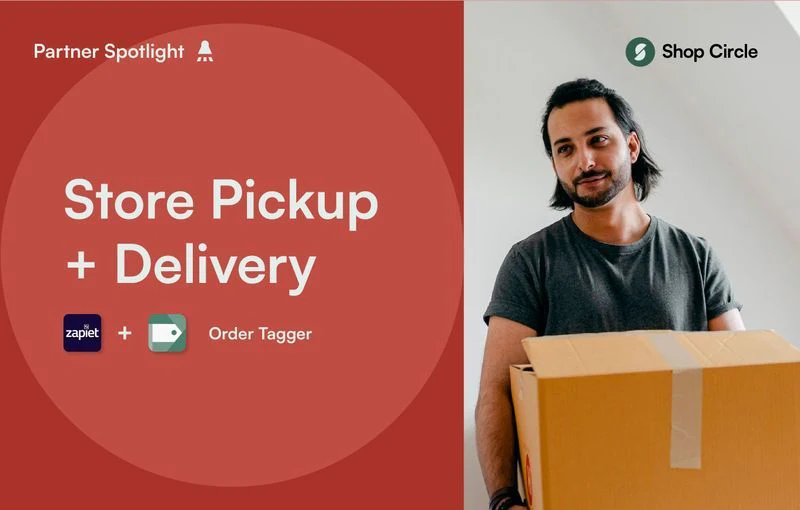 Partner Spotlight
Shop Circle
Store Pickup
+ Delivery
zapiet + Order Tagger